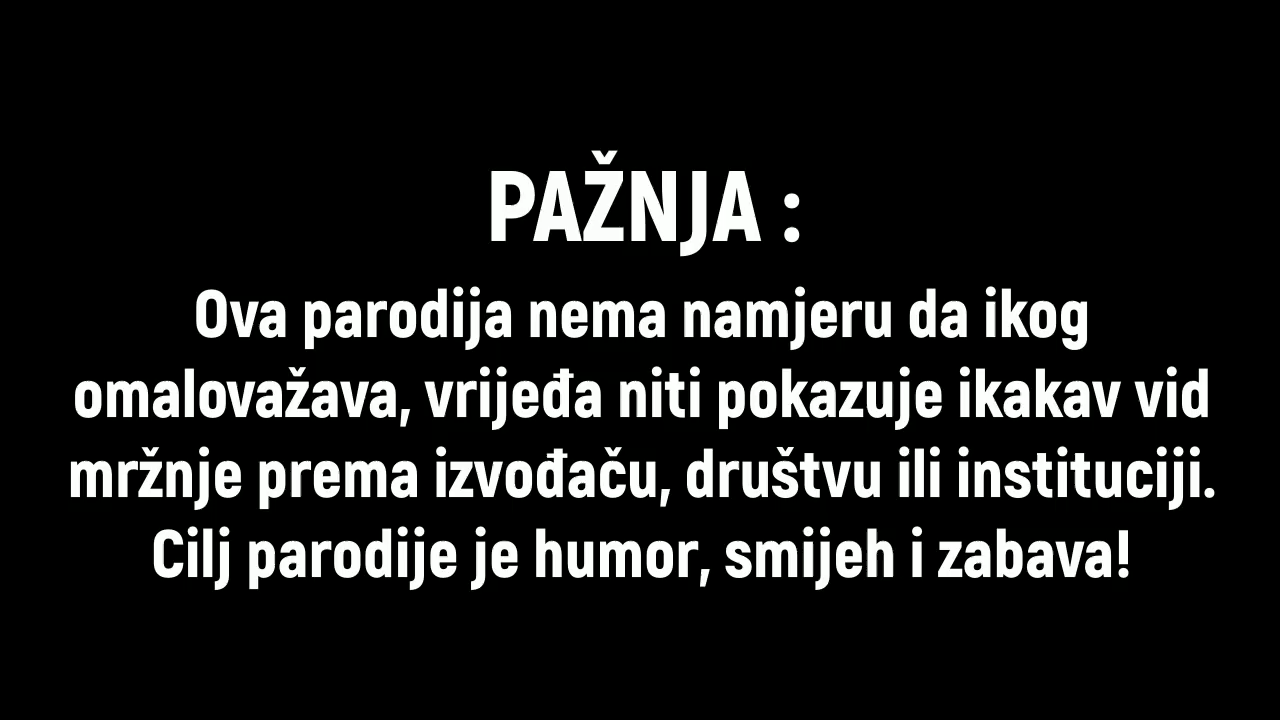 PAŽNJA :
Ova parodija nema namjeru da ikog
omalovažava, vrijeđa niti pokazuje ikakav vid
mržnje prema izvođaču, društvu ili instituciji.
Cilj parodije je humor, smijeh i zabava!